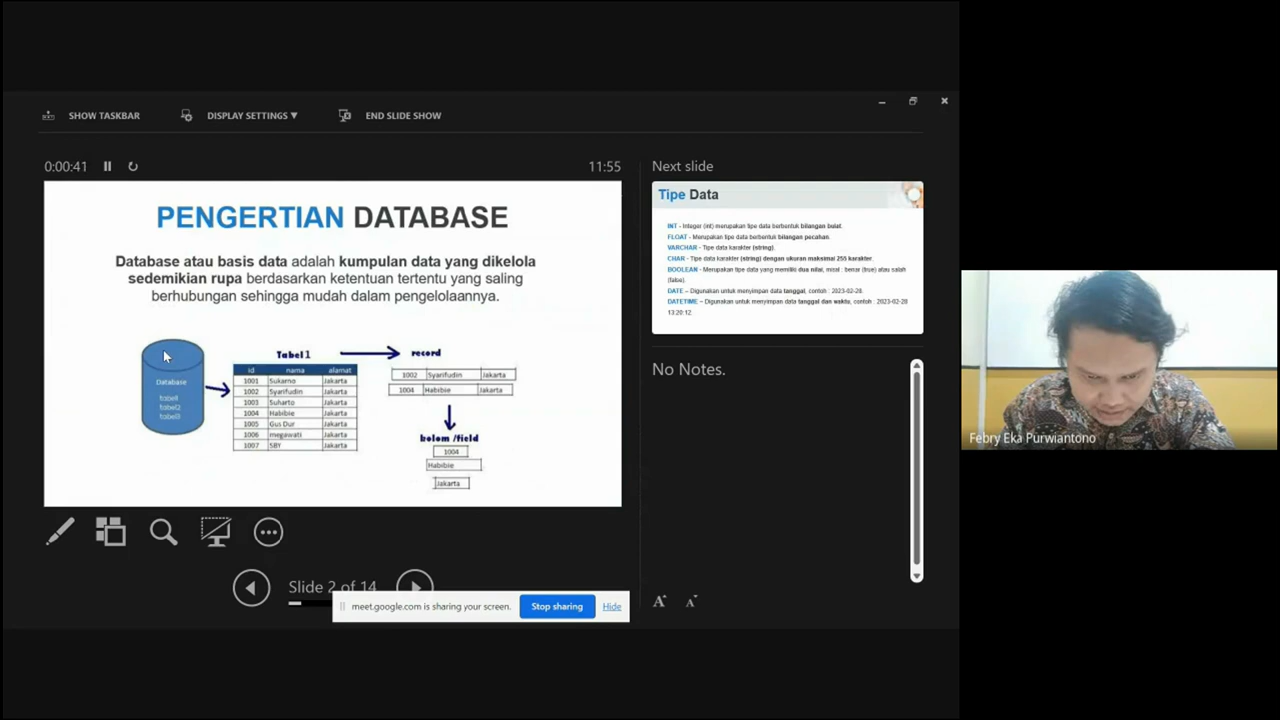 SHOW TASKBAR
DISPLAY SETTINGS ▼
END SLIDE SHOW
0:00:41
11:55
Next slide
PENGERTIAN DATABASE
Database atau basis data adalah kumpulan data yang dikelola
sedemikian rupa berdasarkan ketentuan tertentu yang saling
berhubungan sehingga mudah dalam pengelolaannya.
Database
tabel1
tabel2
tabel3
Tabel 1
id nama alamat
1001 Sukarno Jakarta
1002 Syarifudin Jakarta
1003 Suharto Jakarta
1004 Habibie Jakarta
1005 Gus Dur Jakarta
1006 megawati Jakarta
1007 SBY Jakarta
record
1002 Syarifudin Jakarta
1004 Habibie Jakarta
kolom /field
1004
Habibie
Jakarta
Tipe Data
INT - Integer (int) merupakan tipe data berbentuk bilangan bulat.
FLOAT - Merupakan tipe data berbentuk bilangan pecahan.
VARCHAR - Tipe data karakter (string).
CHAR - Tipe data karakter (string) dengan ukuran maksimal 255 karakter.
BOOLEAN - Merupakan tipe data yang memiliki dua nilai, misal : benar (true) atau salah
(false).
DATE – Digunakan untuk menyimpan data tanggal, contoh : 2023-02-28.
DATETIME – Digunakan untuk menyimpan data tanggal dan waktu, contoh : 2023-02-28
13:20:12.
No Notes.
Febry Eka Purwiantono
Slide 2 of 14
meet.google.com is sharing your screen.
Stop sharing
Hide
A A